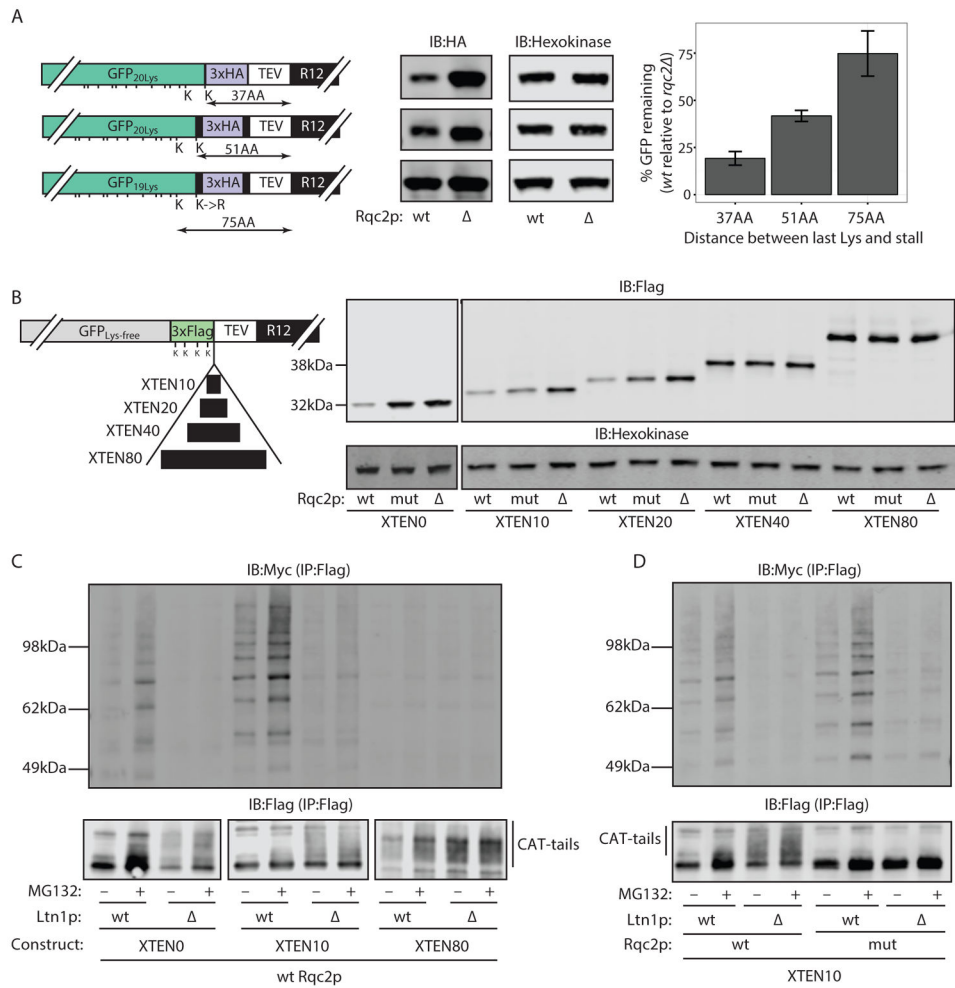 A
GFP20Lys 3xHA TEV R12
K K 37AA
GFP20Lys 3xHA TEV R12
K K 51AA
GFP19Lys 3xHA TEV R12
K K->R
75AA
IB:HA IB:Hexokinase
Rqc2p: wt Δ wt Δ
% GFP remaining
(wt relative to rqc2Δ)
75
50
25
0
37AA 51AA 75AA
Distance between last Lys and stall
B
GFPLys-free 3xFlag TEV R12
K K K K
XTEN10
XTEN20
XTEN40
XTEN80
IB:Flag
38kDa
32kDa
IB:Hexokinase
Rqc2p: wt mut Δ wt mut Δ wt mut Δ wt mut Δ wt mut Δ
XTEN0 XTEN10 XTEN20 XTEN40 XTEN80
C
IB:Myc (IP:Flag)
98kDa
62kDa
49kDa
IB:Flag (IP:Flag)
CAT-tails
MG132: – + – + – + – + – + – +
Ltn1p: wt Δ wt Δ wt Δ
Construct: XTEN0 XTEN10 XTEN80
wt Rqc2p
D
IB:Myc (IP:Flag)
98kDa
62kDa
49kDa
IB:Flag (IP:Flag)
CAT-tails
MG132: – + – + – + – +
Ltn1p: wt Δ wt Δ
Rqc2p: wt mut
XTEN10